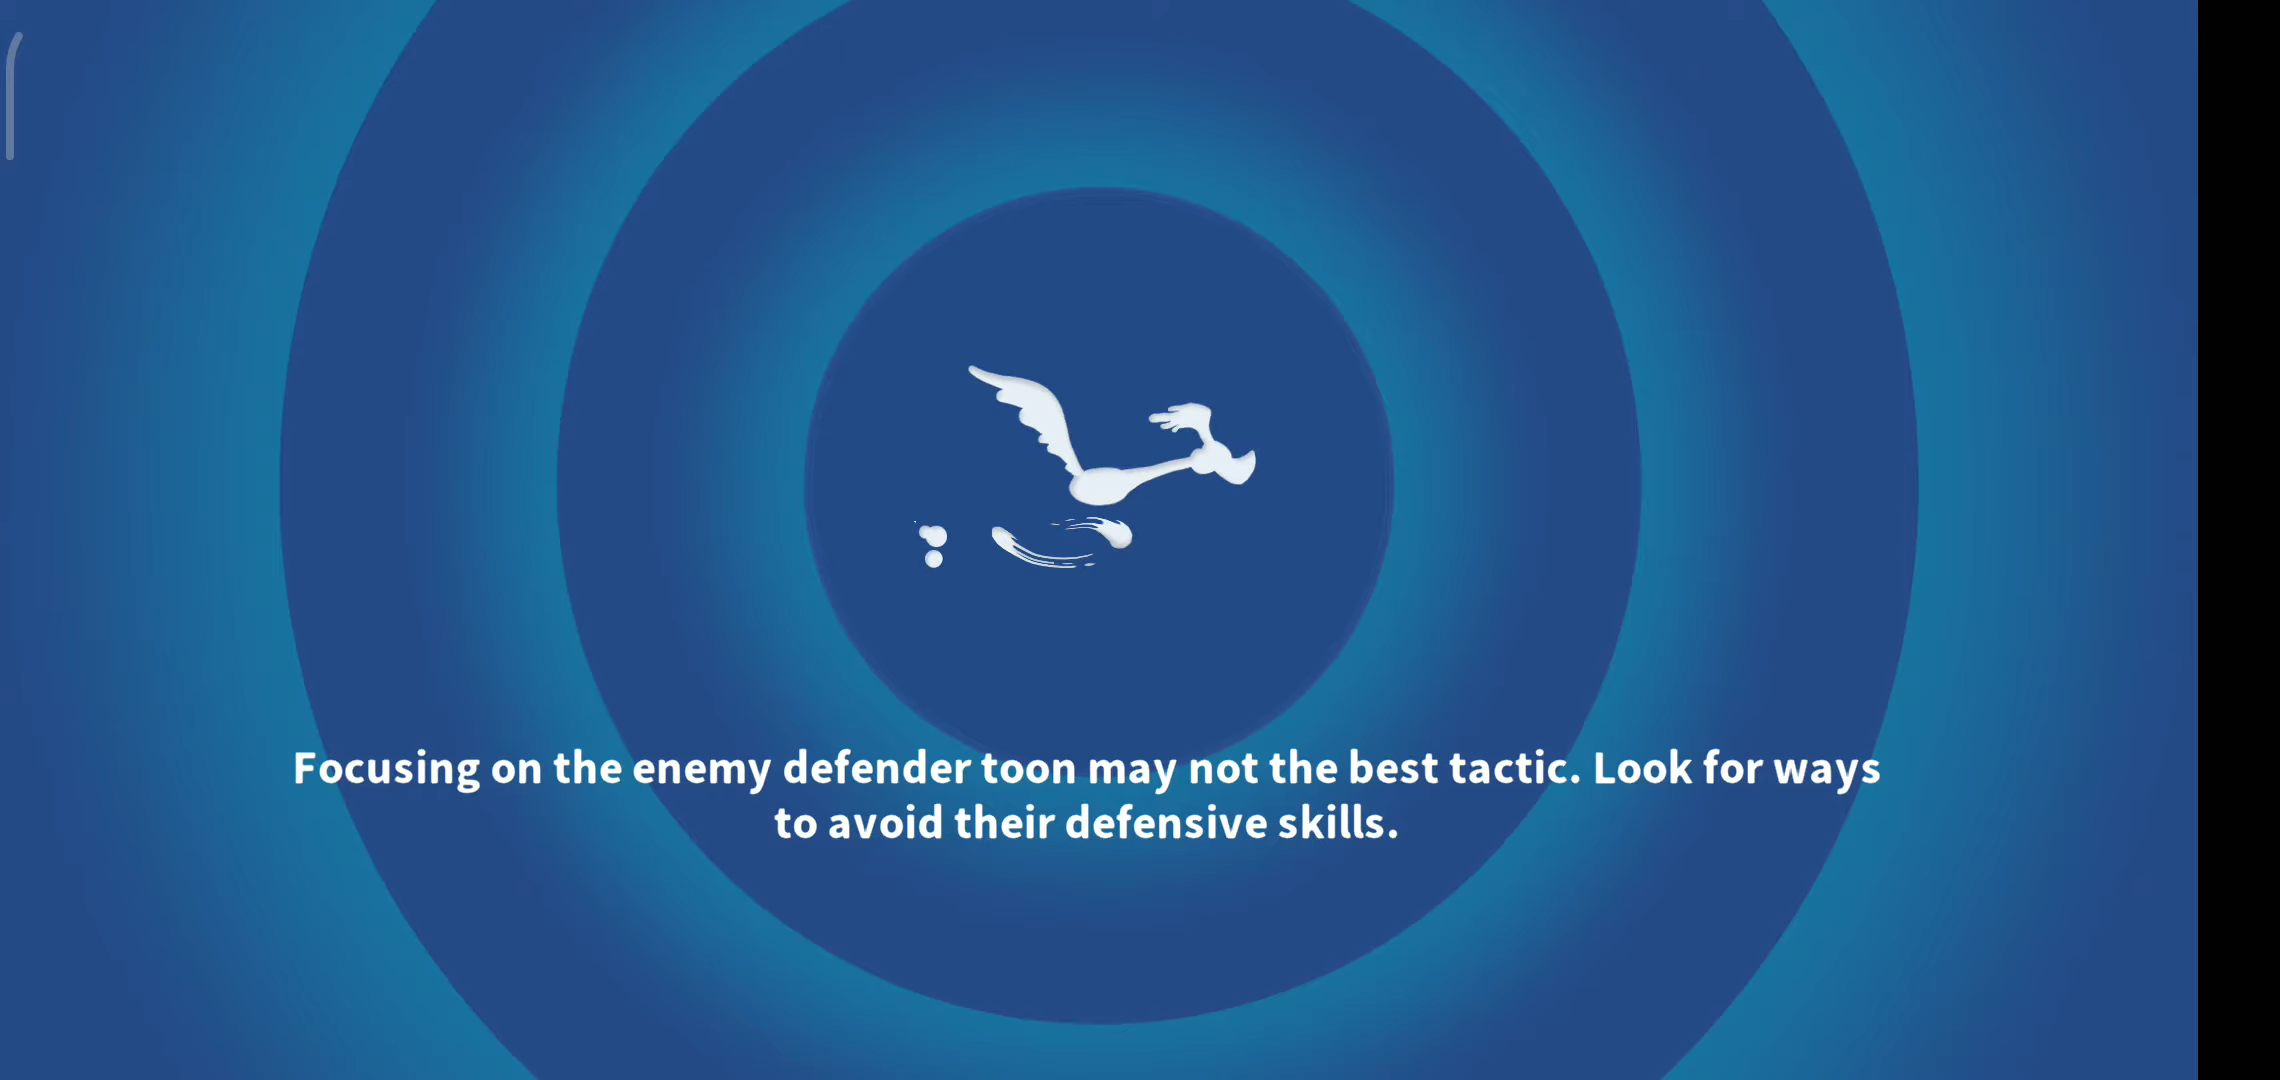 Focusing on the enemy defender toon may not the best tactic. Look for ways
to avoid their defensive skills.